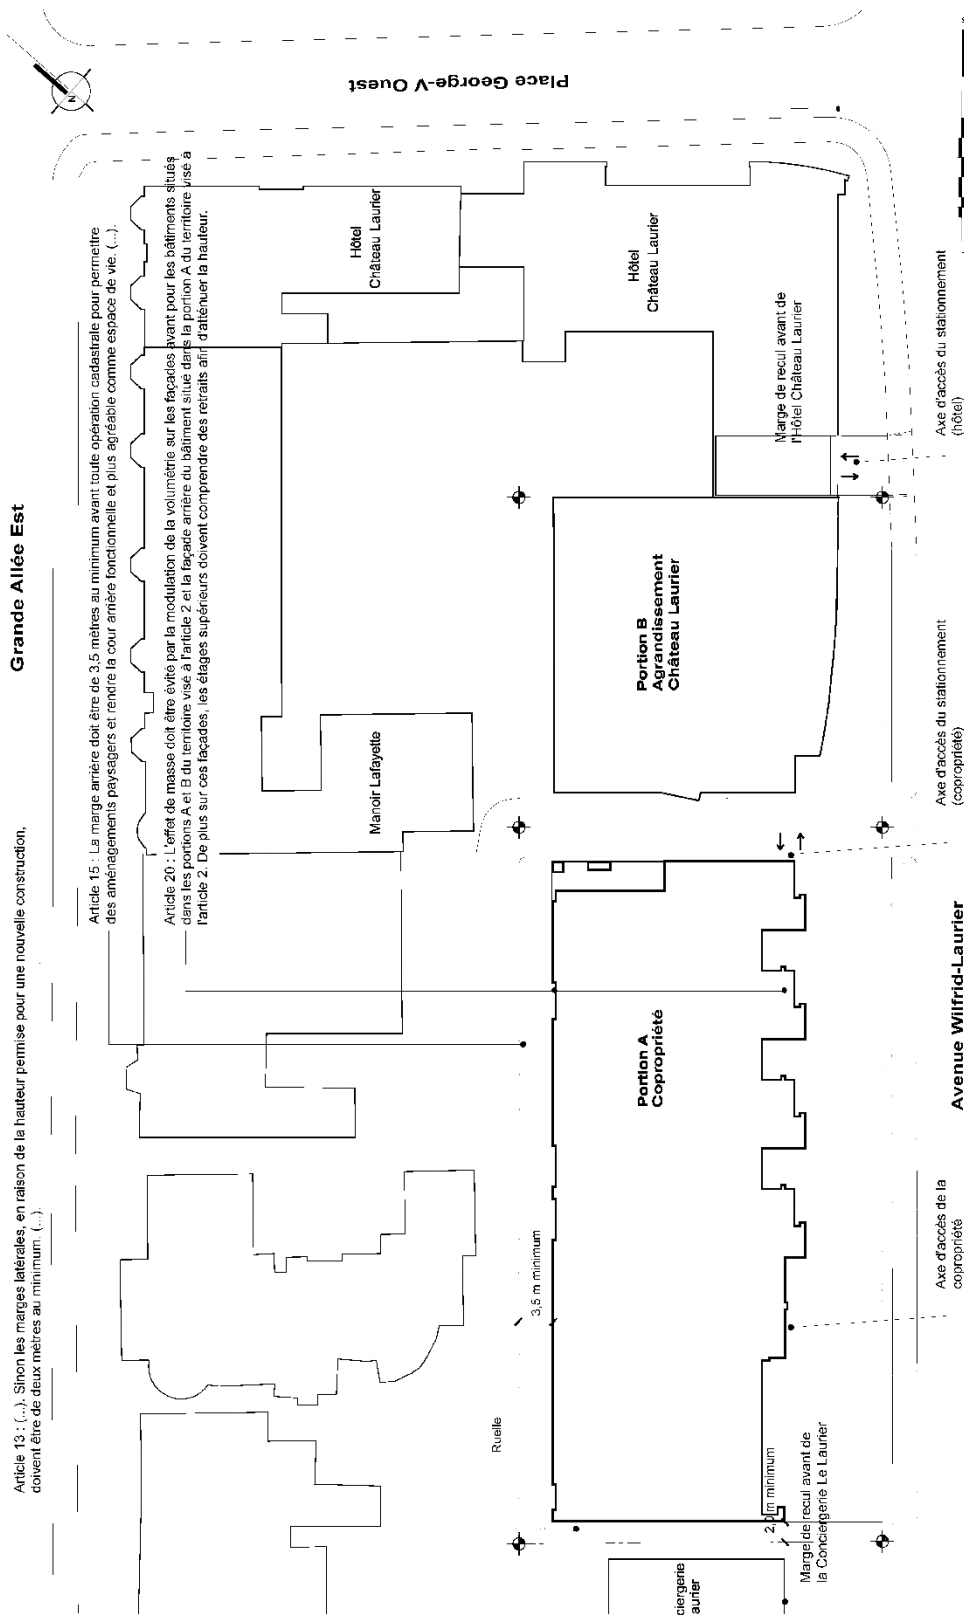 Place George-V Ouest
N
Grande Allée Est
Article 13 : (...). Sinon les marges latérales, en raison de la hauteur permise pour une nouvelle construction,
doivent être de deux mètres au minimum. (...).
Article 15 : La marge arrière doit être de 3,5 mètres au minimum avant toute opération cadastrale pour permettre
des aménagements paysagers et rendre la cour arrière fonctionnelle et plus agréable comme espace de vie. (...).
Article 20 : L'effet de masse doit être évité par la modulation de la volumétrie sur les façades avant pour les bâtiments situés
dans les portions A et B du territoire visé à l'article 2 et la façade arrière du bâtiment situé dans la portion A du territoire visé à
l'article 2. De plus sur ces façades, les étages supérieurs doivent comprendre des retraits afin d'atténuer la hauteur.
Hôtel
Château Laurier
Hôtel
Château Laurier
Marge de recul avant de
l'Hôtel Château Laurier
Axe d'accès du stationnement
(hôtel)
Portion B
Agrandissement
Château Laurier
Manoir Lafayette
Axe d'accès du stationnement
(copropriété)
Portion A
Copropriété
Avenue Wilfrid-Laurier
3,5 m minimum
Ruelle
Axe d'accès de la
copropriété
m minimum
Marge de recul avant de
la Conciergerie Le Laurier
ciergerie
aurier